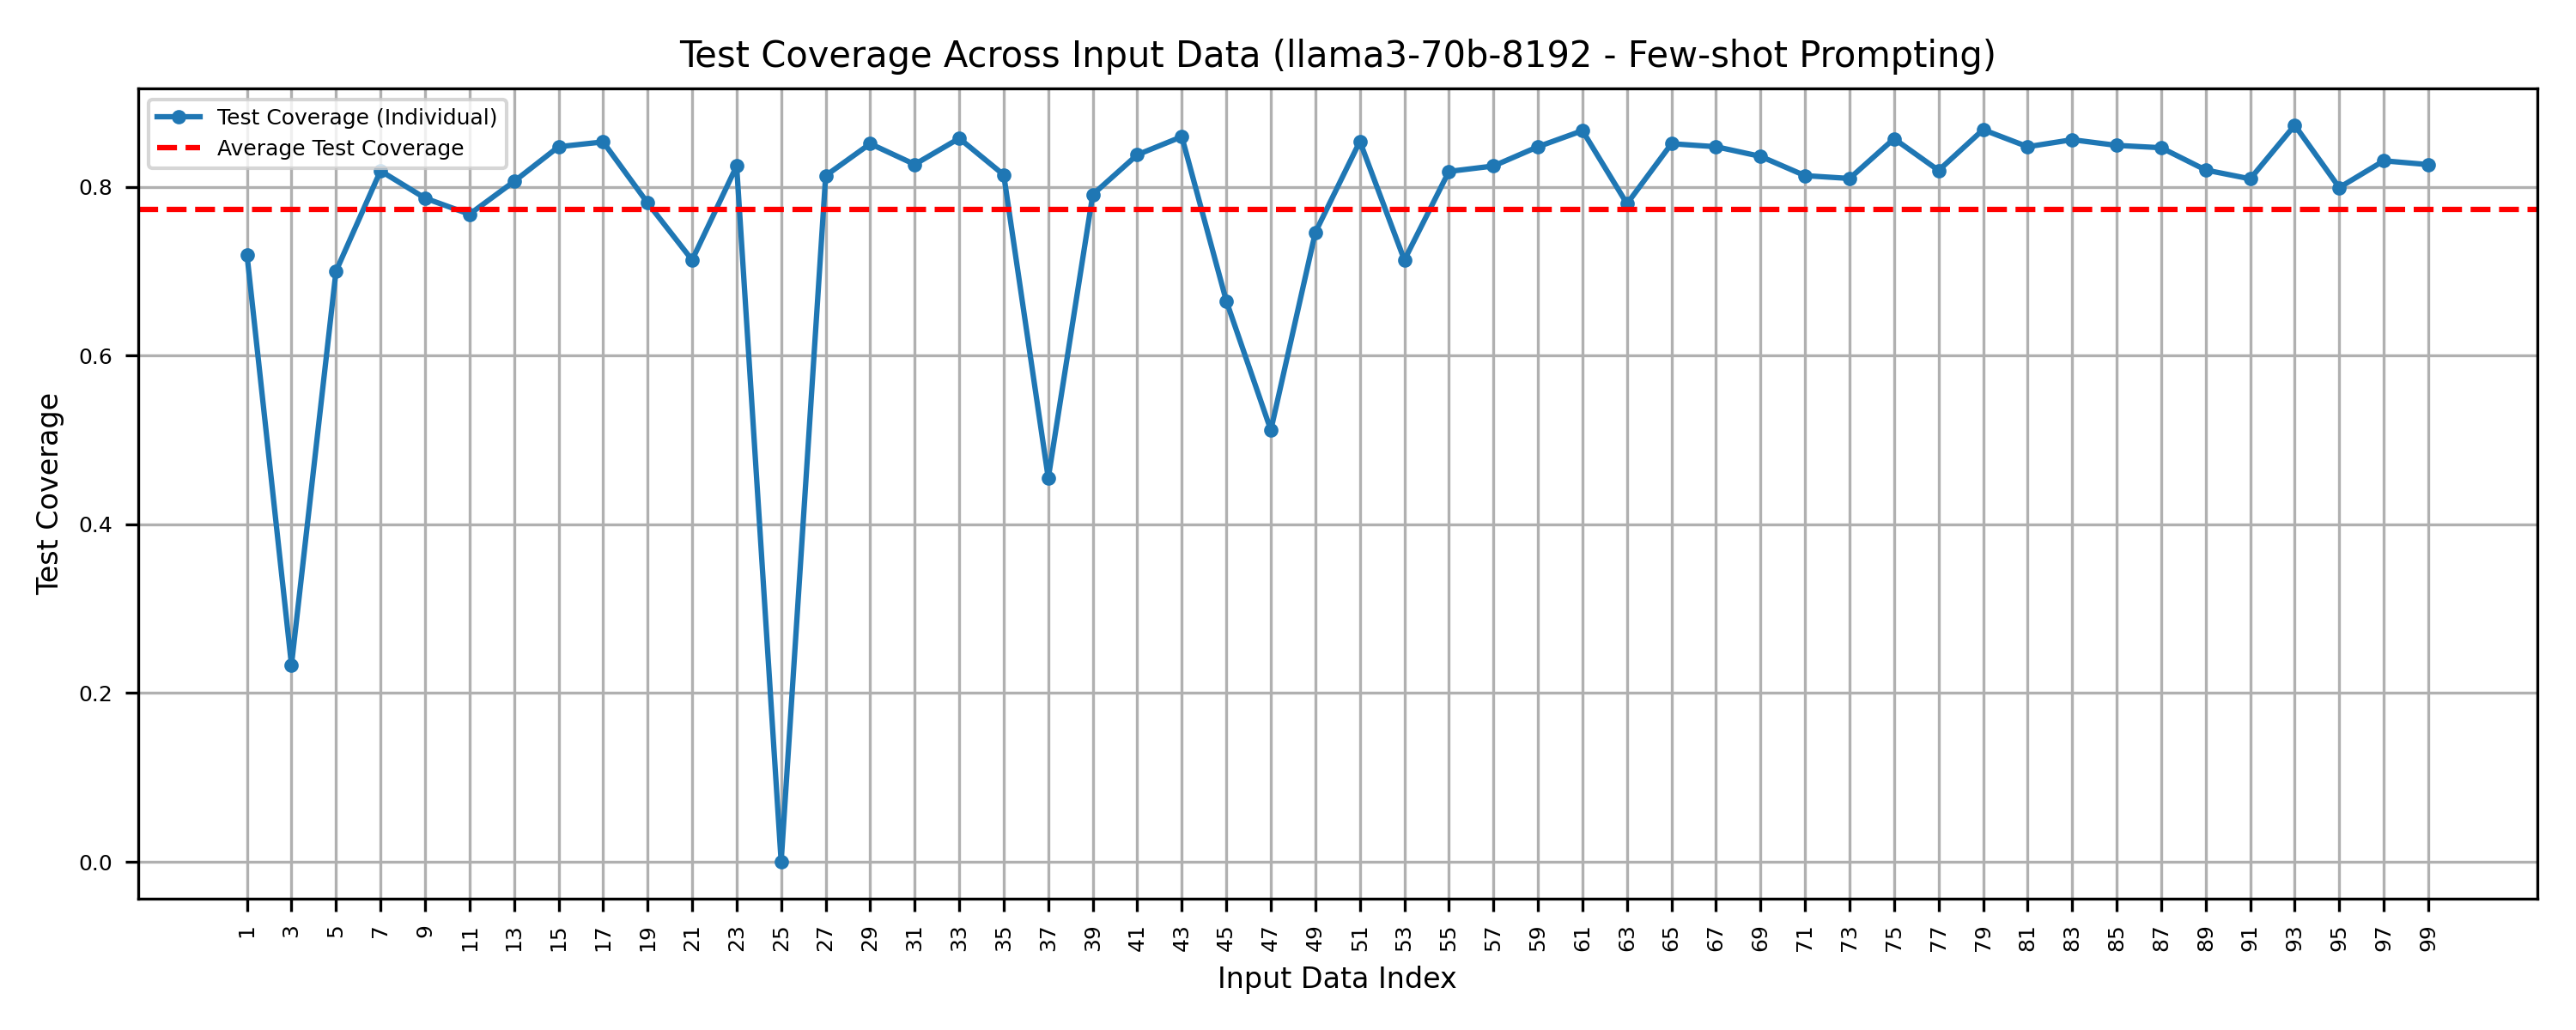 Test Coverage Across Input Data (llama3-70b-8192 - Few-shot Prompting)
Test Coverage (Individual)
Average Test Coverage
Test Coverage
0.8
0.6
0.4
0.2
0.0
1 3 5 7 9 11 13 15 17 19 21 23 25 27 29 31 33 35 37 39 41 43 45 47 49 51 53 55 57 59 61 63 65 67 69 71 73 75 77 79 81 83 85 87 89 91 93 95 97 99
Input Data Index